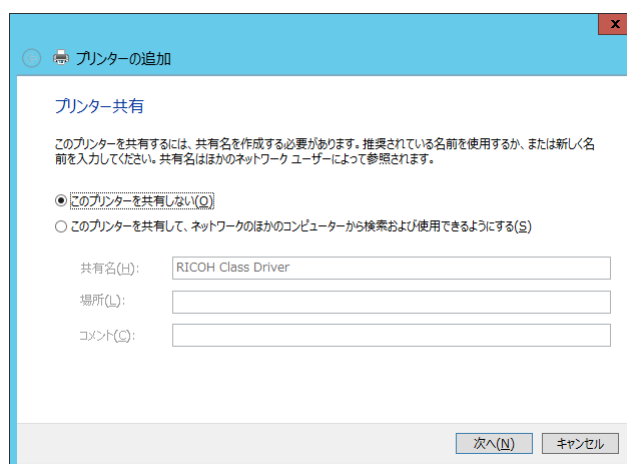 x
プリンターの追加
プリンター共有
このプリンターを共有するには、共有名を作成する必要があります。推奨されている名前を使用するか、または新しく名
前を入力してください。共有名はほかのネットワーク ユーザーによって参照されます。
このプリンターを共有しない(O)
このプリンターを共有して、ネットワークのほかのコンピューターから検索および使用できるようにする(S)
共有名(H): RICOH Class Driver
場所(L):
コメント(C):
次へ(N) キャンセル